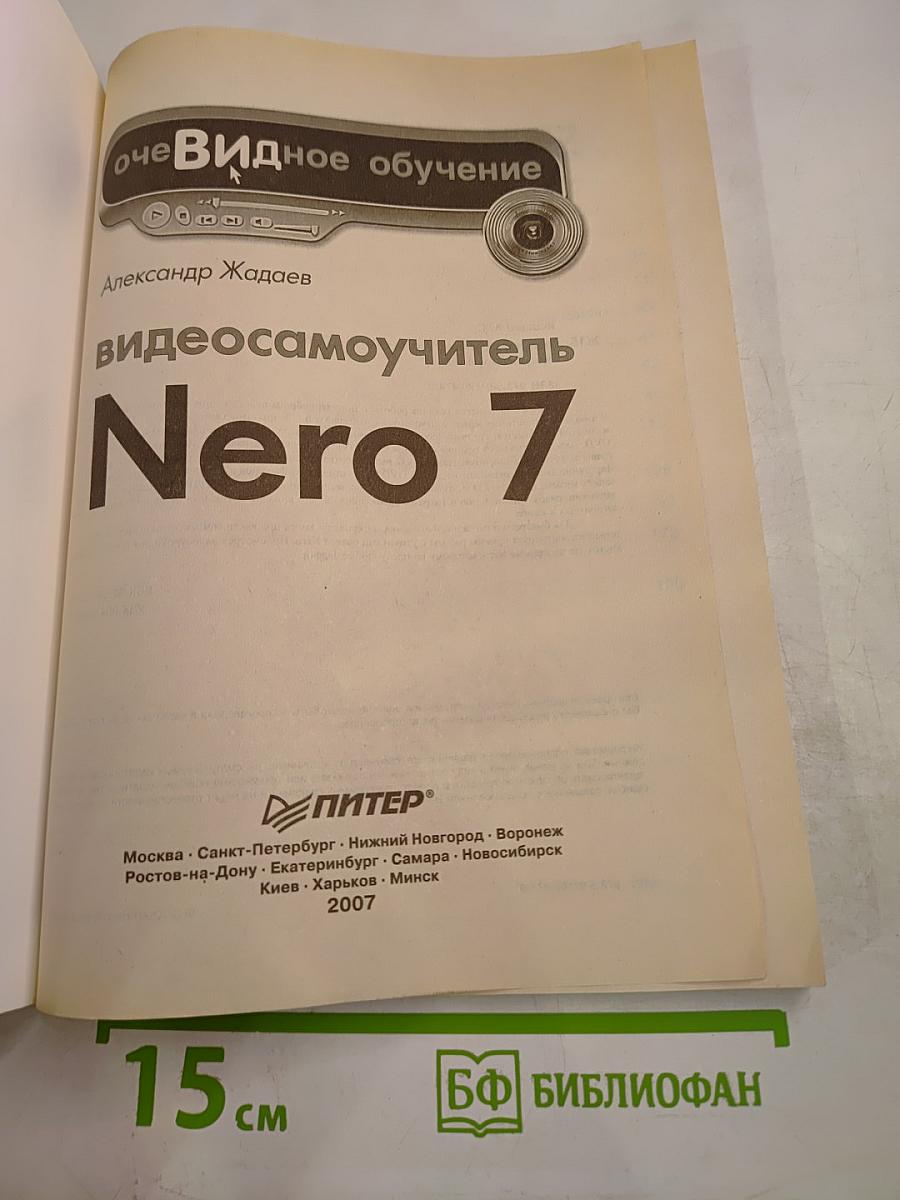 очеВИДное обучение
Александр Жадаев
видеосамоучитель
Nero 7
ПИТЕР®
Москва · Санкт-Петербург · Нижний Новгород · Воронеж
Ростов-на-Дону · Екатеринбург · Самара · Новосибирск
Киев · Харьков · Минск
2007
15 см
БФ БИБЛИОФАН